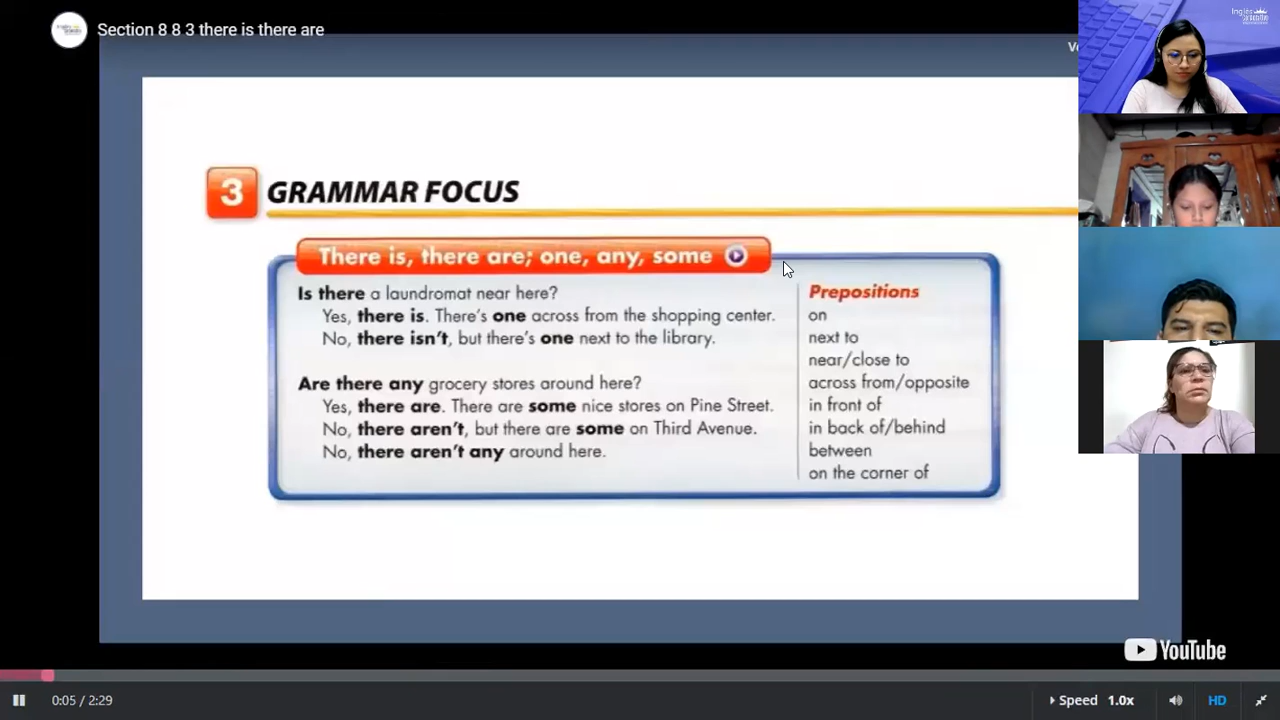 Section 8 8 3 there is there are
3 GRAMMAR FOCUS
There is, there are; one, any, some
Is there a laundromat near here?
Yes, there is. There's one across from the shopping center.
No, there isn't, but there's one next to the library.
Are there any grocery stores around here?
Yes, there are. There are some nice stores on Pine Street.
No, there aren't, but there are some on Third Avenue.
No, there aren't any around here.
Prepositions
on
next to
near/close to
across from/opposite
in front of
in back of/behind
between
on the corner of
YouTube
0:05 / 2:29
Speed 1.0x
HD
Inglés